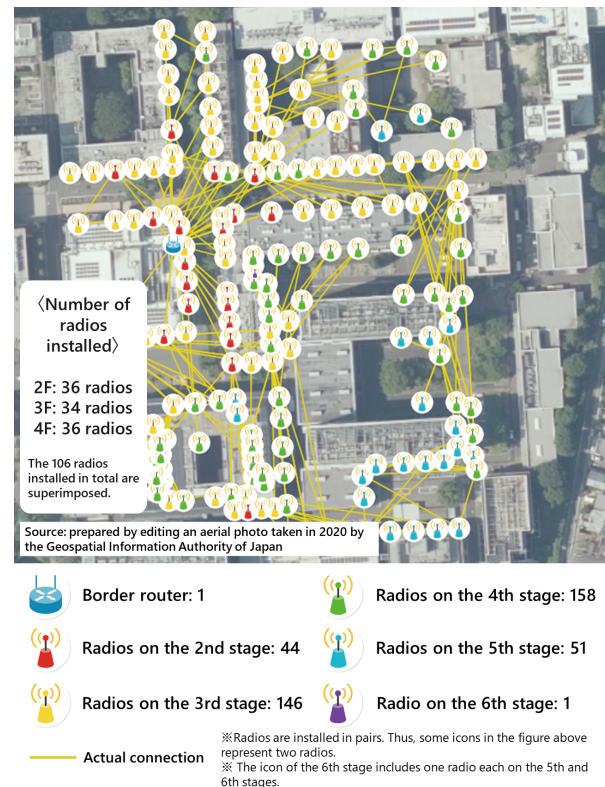 〈Number of
radios
installed〉
2F: 36 radios
3F: 34 radios
4F: 36 radios
The 106 radios
installed in total are
superimposed.
Source: prepared by editing an aerial photo taken in 2020 by
the Geospatial Information Authority of Japan
Border router: 1
Radios on the 4th stage: 158
Radios on the 2nd stage: 44
Radios on the 5th stage: 51
Radios on the 3rd stage: 146
Radio on the 6th stage: 1
Actual connection
※Radios are installed in pairs. Thus, some icons in the figure above
represent two radios.
※ The icon of the 6th stage includes one radio each on the 5th and
6th stages.